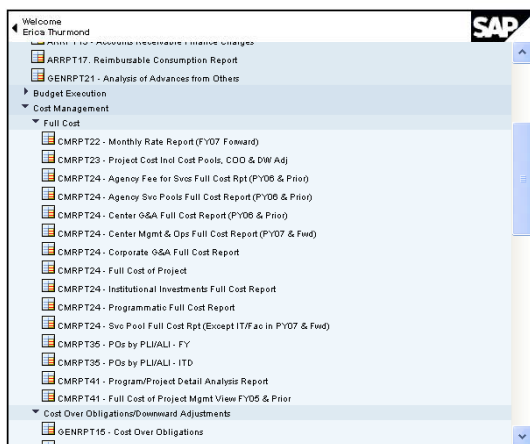 Welcome
Erica Thurmond
SAP
ARRPT15 - Accounts Receivable Finance Charges
ARRPT17. Reimbursable Consumption Report
GENRPT21 - Analysis of Advances from Others
Budget Execution
Cost Management
Full Cost
CMRPT22 - Monthly Rate Report (FY07 Forward)
CMRPT23 - Project Cost Incl Cost Pools, COO & DW Adj
CMRPT24 - Agency Fee for Svcs Full Cost Rpt (PY06 & Prior)
CMRPT24 - Agency Svc Pools Full Cost Report (PY06 & Prior)
CMRPT24 - Center G&A Full Cost Report (PY06 & Prior)
CMRPT24 - Center Mgmt & Ops Full Cost Report (PY07 & Fwd)
CMRPT24 - Corporate G&A Full Cost Report
CMRPT24 - Full Cost of Project
CMRPT24 - Institutional Investments Full Cost Report
CMRPT24 - Programmatic Full Cost Report
CMRPT24 - Svc Pool Full Cost Rpt (Except IT/Fac in PY07 & Fwd)
CMRPT35 - POs by PLI/ALI - FY
CMRPT35 - POs by PLI/ALI - ITD
CMRPT41 - Program/Project Detail Analysis Report
CMRPT41 - Full Cost of Project Mgmt View FY05 & Prior
Cost Over Obligations/Downward Adjustments
GENRPT15 - Cost Over Obligations